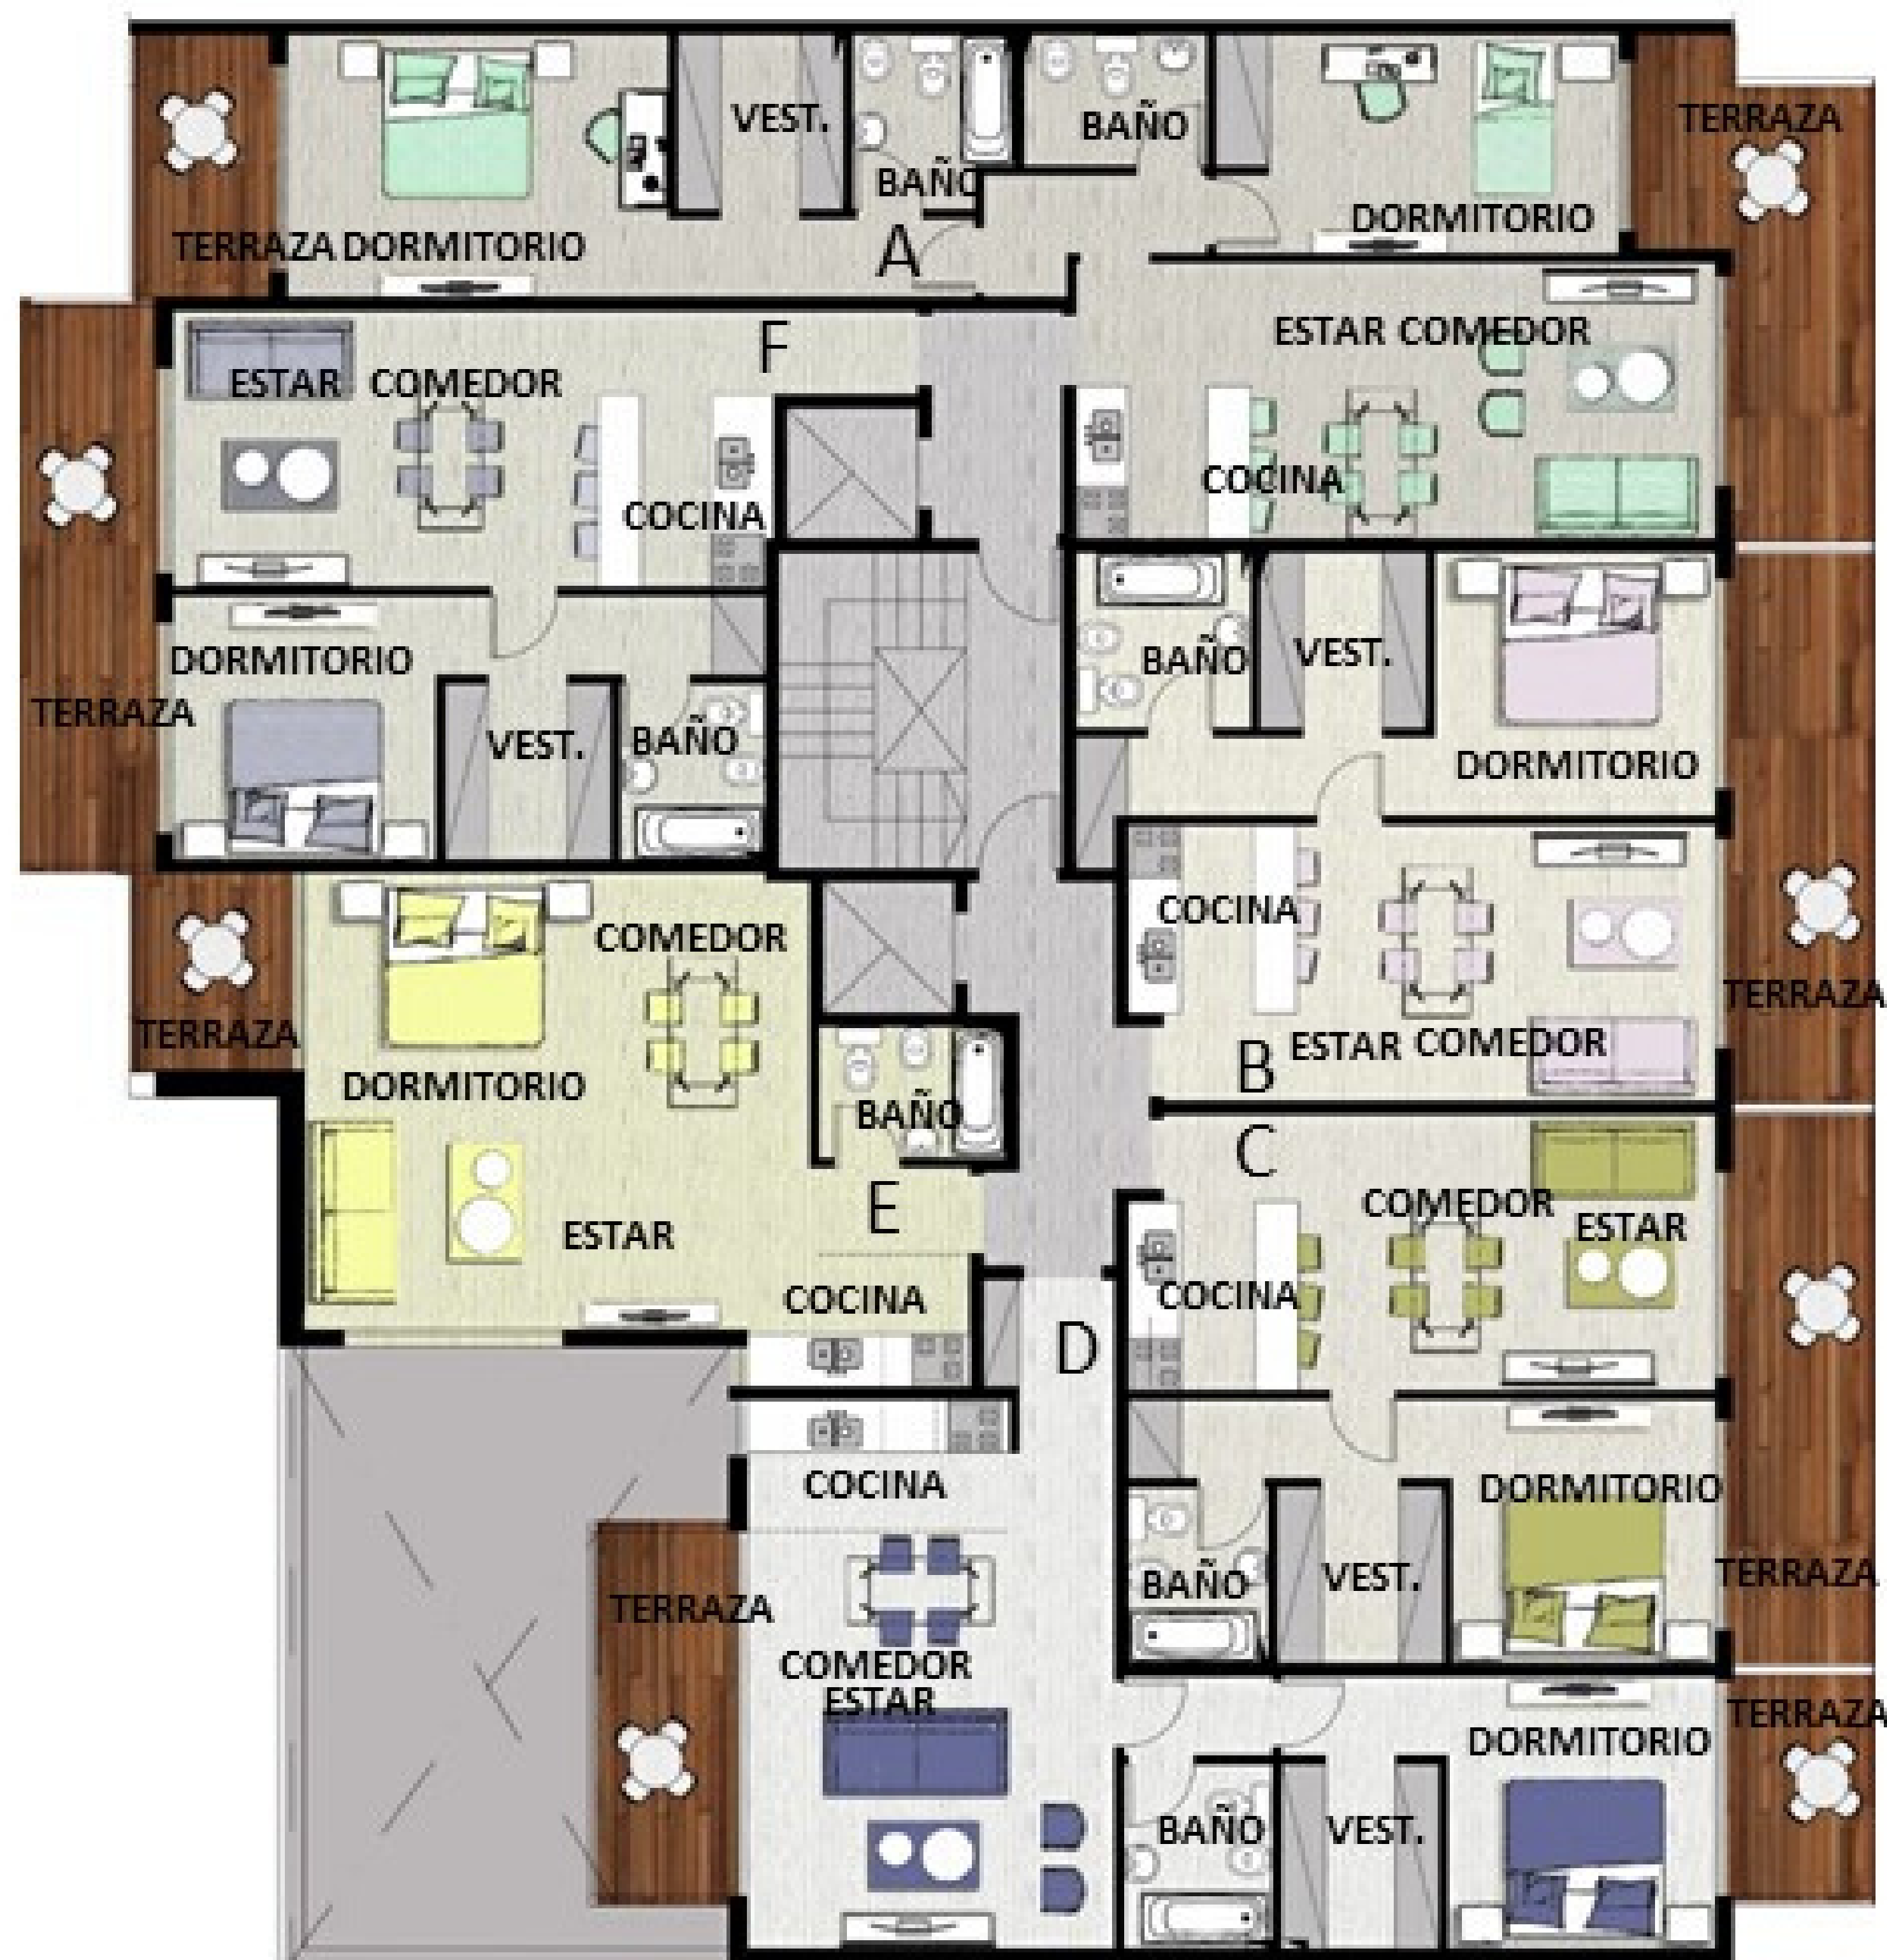 VEST.
BAÑO
BAÑO
TERRAZA
DORMITORIO
TERRAZA DORMITORIO
A
ESTAR COMEDOR
F
ESTAR COMEDOR
COCINA
COCINA
BAÑO
VEST.
DORMITORIO
TERRAZA
VEST.
BAÑO
DORMITORIO
COMEDOR
COCINA
TERRAZA
TERRAZA
DORMITORIO
B
ESTAR COMEDOR
BAÑO
C
COMEDOR
ESTAR
E
ESTAR
COCINA
COCINA
D
COCINA
DORMITORIO
TERRAZA
BAÑO
VEST.
TERRAZA
COMEDOR
ESTAR
TERRAZA
DORMITORIO
BAÑO
VEST.